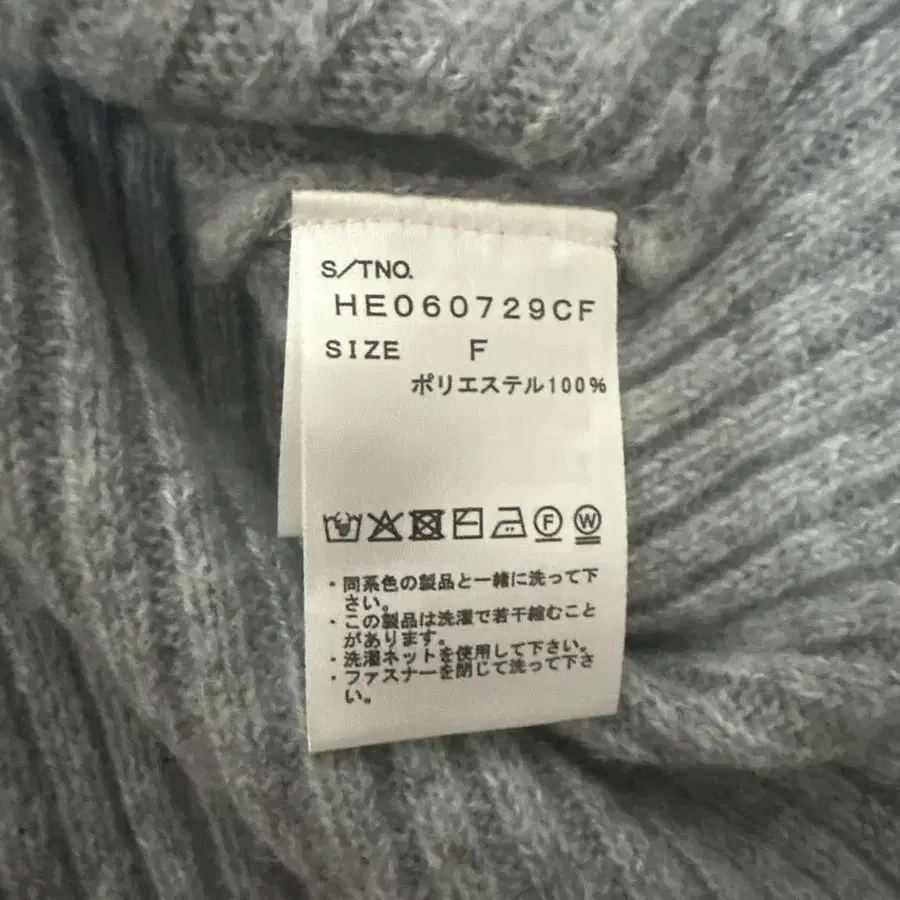 S/TNO.
HE060729CF
SIZE F
ポリエステル100%
F W
・同系色の製品と一緒に洗って下
さい。
・この製品は洗濯で若干縮むこと
があります。
・洗濯ネットを使用して下さい。
・ファスナーを閉じて洗って下さ
い。